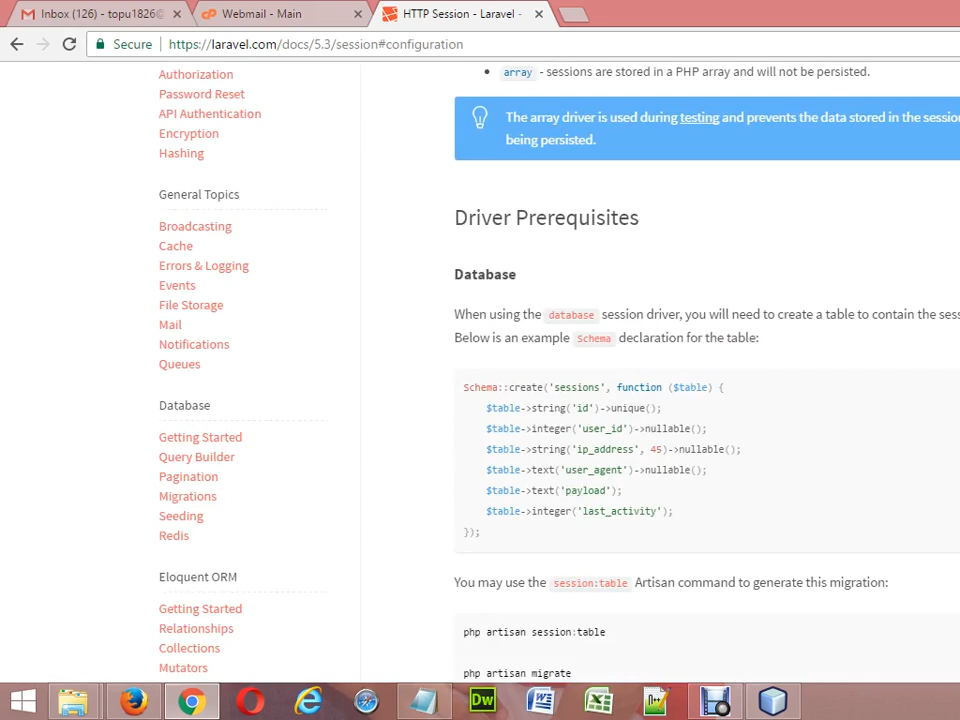 Inbox (126) - topu1826@
Webmail - Main
HTTP Session - Laravel -
Secure
https://laravel.com/docs/5.3/session#configuration
Authorization
Password Reset
API Authentication
Encryption
Hashing
General Topics
Broadcasting
Cache
Errors & Logging
Events
File Storage
Mail
Notifications
Queues
Database
Getting Started
Query Builder
Pagination
Migrations
Seeding
Redis
Eloquent ORM
Getting Started
Relationships
Collections
Mutators
array - sessions are stored in a PHP array and will not be persisted.
The array driver is used during testing and prevents the data stored in the sessio
being persisted.
Driver Prerequisites
Database
When using the database session driver, you will need to create a table to contain the ses
Below is an example Schema declaration for the table:
Schema::create('sessions', function ($table) {
$table->string('id')->unique();
$table->integer('user_id')->nullable();
$table->string('ip_address', 45)->nullable();
$table->text('user_agent')->nullable();
$table->text('payload');
$table->integer('last_activity');
});
You may use the session:table Artisan command to generate this migration:
php artisan session:table
php artisan migrate
Dw